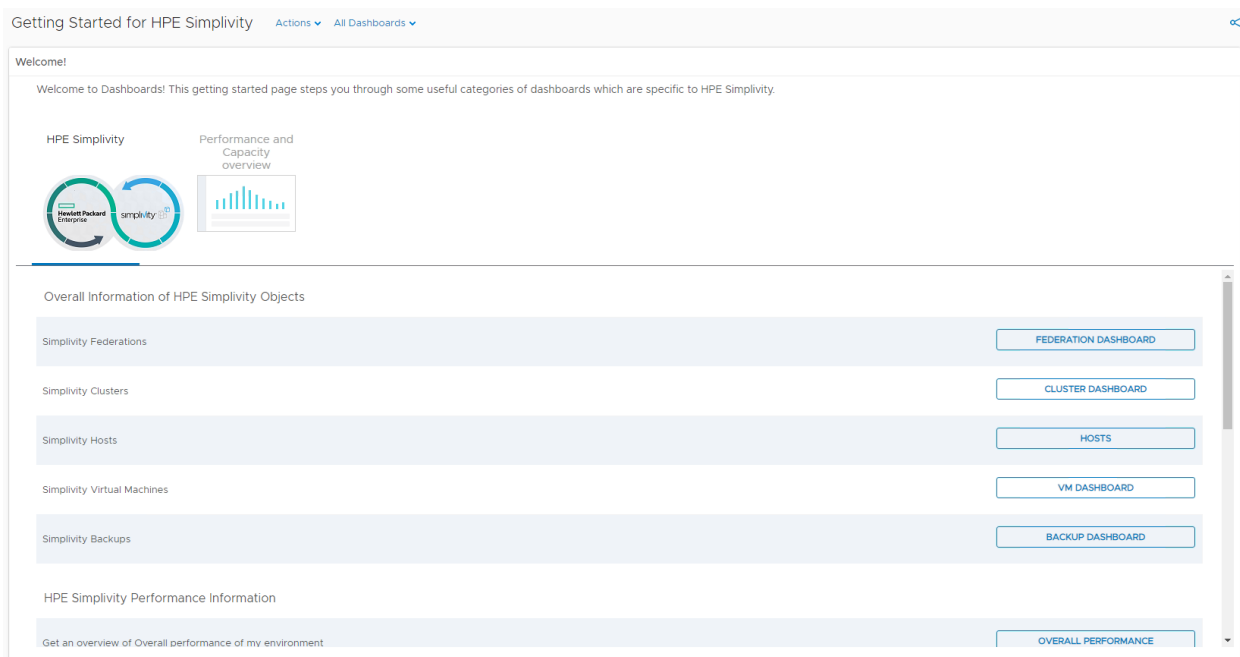 Getting Started for HPE Simplivity Actions All Dashboards
Welcome!
Welcome to Dashboards! This getting started page steps you through some useful categories of dashboards which are specific to HPE Simplivity.
HPE Simplivity
Performance and
Capacity
overview
Hewlett Packard
Enterprise
simplivity
Overall Information of HPE Simplivity Objects
Simplivity Federations FEDERATION DASHBOARD
Simplivity Clusters CLUSTER DASHBOARD
Simplivity Hosts HOSTS
Simplivity Virtual Machines VM DASHBOARD
Simplivity Backups BACKUP DASHBOARD
HPE Simplivity Performance Information
Get an overview of Overall performance of my environment OVERALL PERFORMANCE